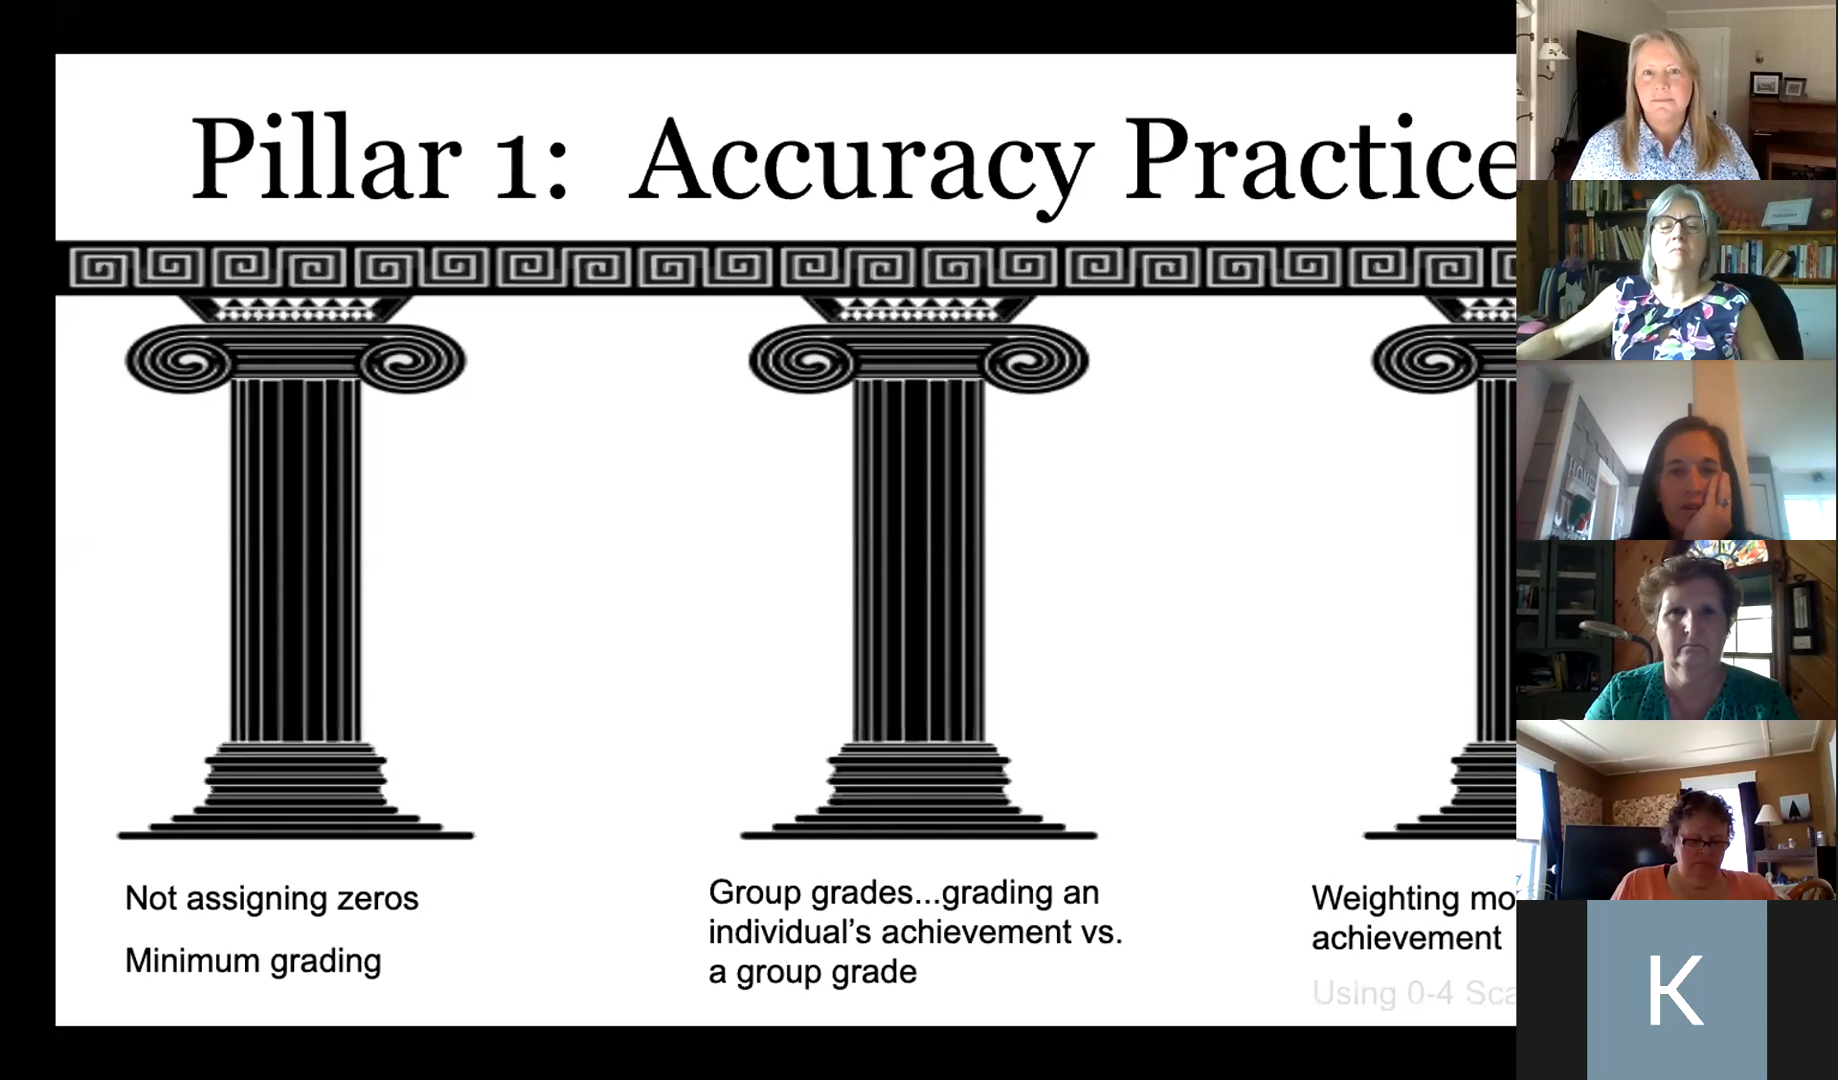 Pillar 1: Accuracy Practice
Not assigning zeros
Minimum grading
Group grades...grading an
individual’s achievement vs.
a group grade
Weighting mo
achievement
Using 0-4 Sca
HOME
K